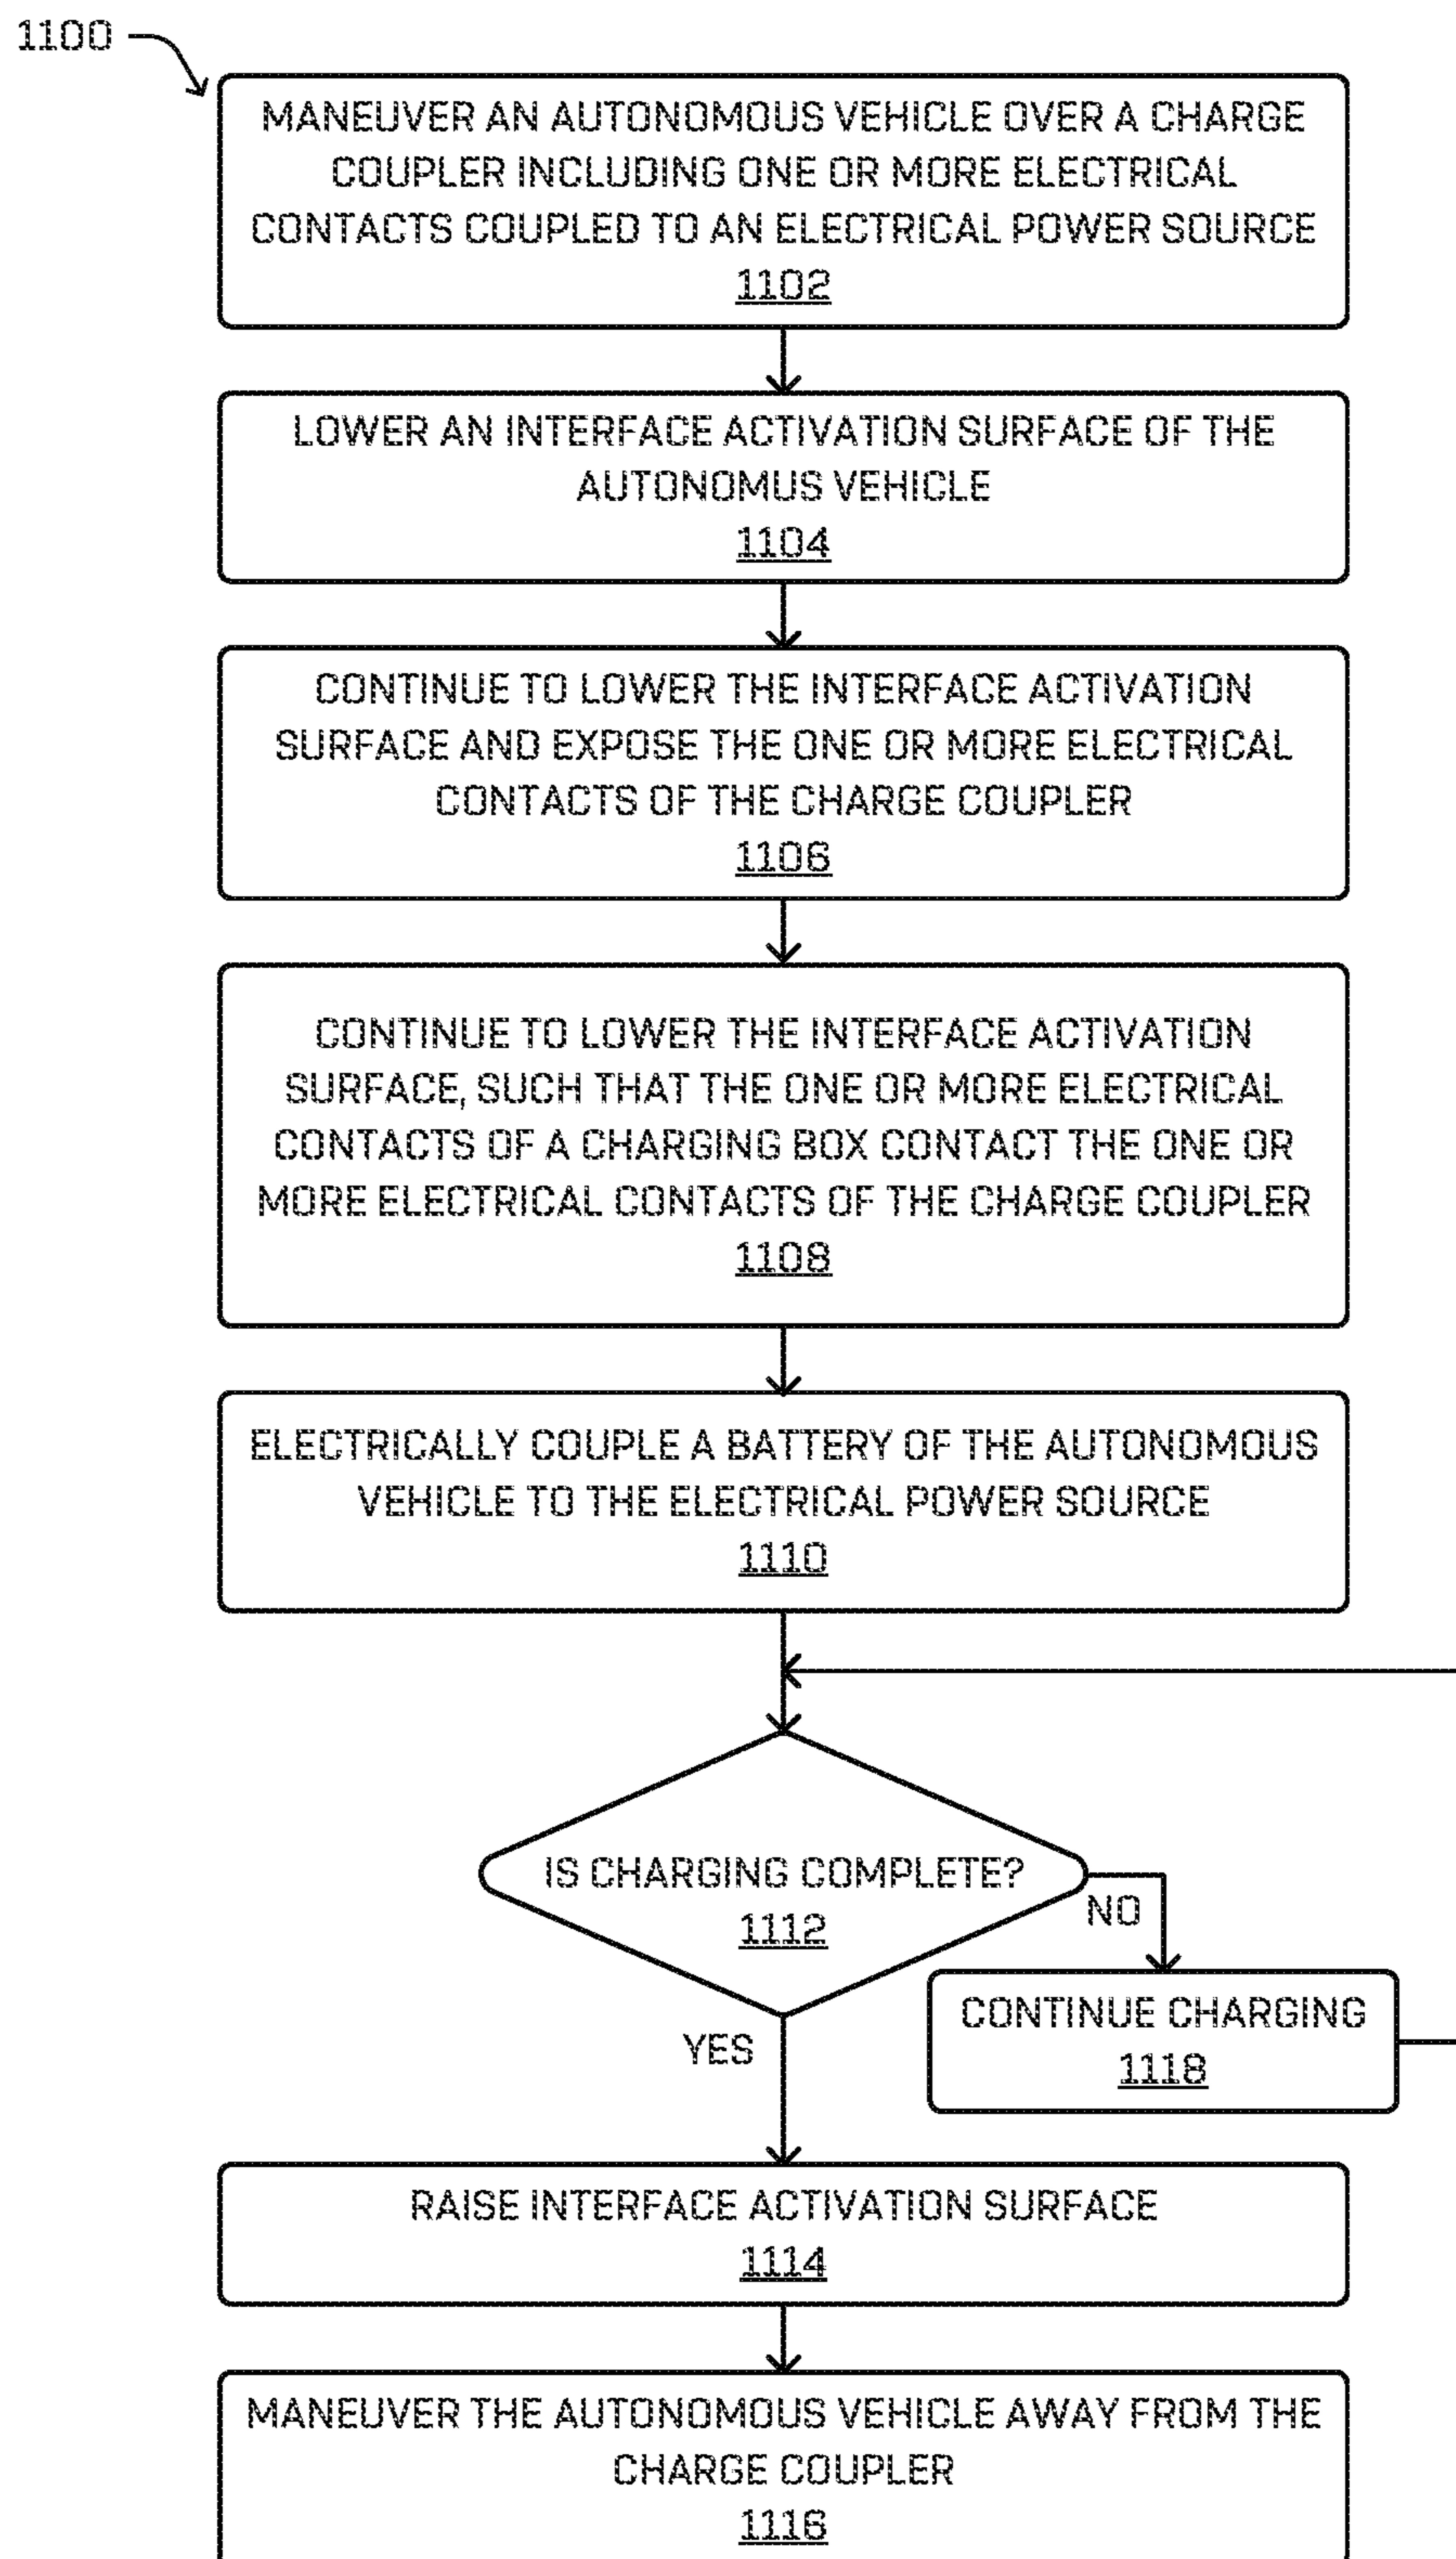 1100
MANEUVER AN AUTONOMOUS VEHICLE OVER A CHARGE
COUPLER INCLUDING ONE OR MORE ELECTRICAL
CONTACTS COUPLED TO AN ELECTRICAL POWER SOURCE
1102
LOWER AN INTERFACE ACTIVATION SURFACE OF THE
AUTONOMUS VEHICLE
1104
CONTINUE TO LOWER THE INTERFACE ACTIVATION
SURFACE AND EXPOSE THE ONE OR MORE ELECTRICAL
CONTACTS OF THE CHARGE COUPLER
1106
CONTINUE TO LOWER THE INTERFACE ACTIVATION
SURFACE, SUCH THAT THE ONE OR MORE ELECTRICAL
CONTACTS OF A CHARGING BOX CONTACT THE ONE OR
MORE ELECTRICAL CONTACTS OF THE CHARGE COUPLER
1108
ELECTRICALLY COUPLE A BATTERY OF THE AUTONOMOUS
VEHICLE TO THE ELECTRICAL POWER SOURCE
1110
IS CHARGING COMPLETE?
1112
NO
CONTINUE CHARGING
1118
YES
RAISE INTERFACE ACTIVATION SURFACE
1114
MANEUVER THE AUTONOMOUS VEHICLE AWAY FROM THE
CHARGE COUPLER
1116